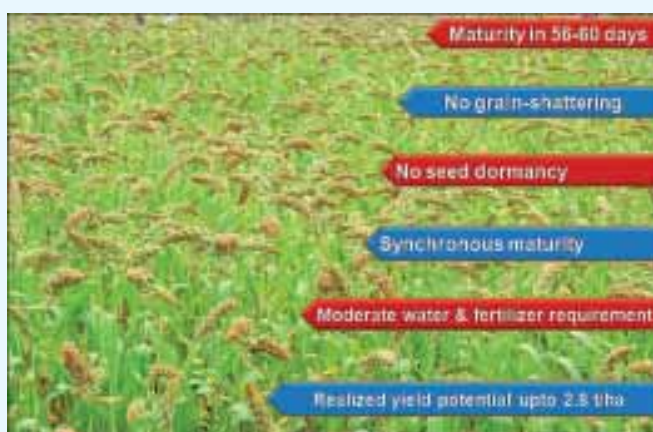 Maturity in 56-60 days
No grain-shattering
No seed dormancy
Synchronous maturity
Moderate water & fertilizer requirement
Realized yield potential upto 2.8 t/ha